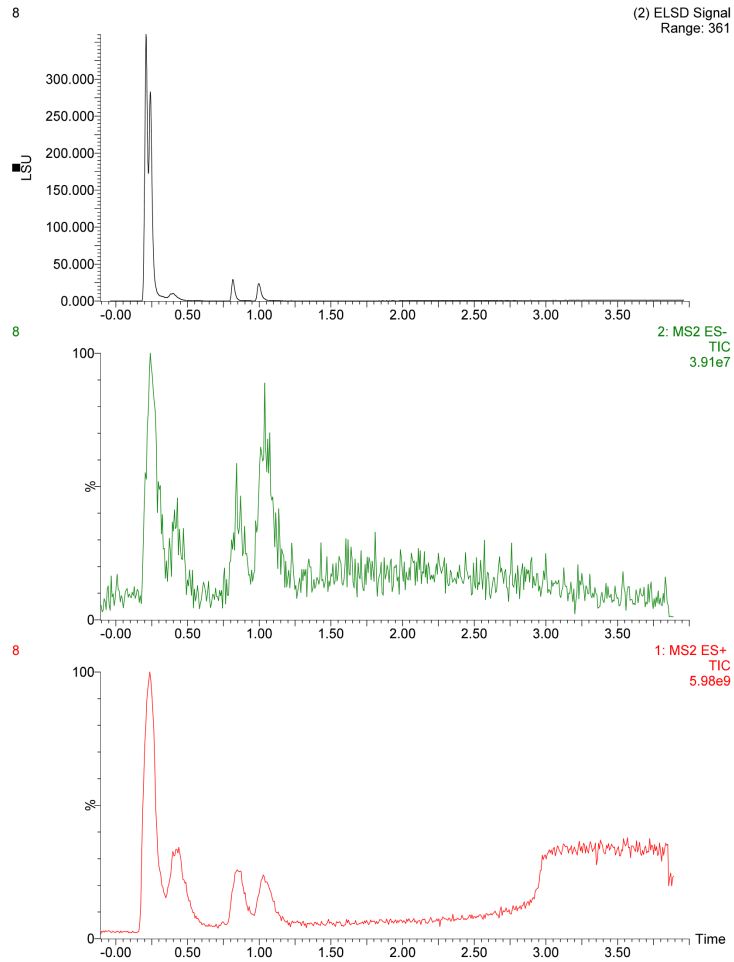 8
(2) ELSD Signal
Range: 361
300.000
250.000
200.000
150.000
100.000
50.000
0.000
LSU
-0.00 0.50 1.00 1.50 2.00 2.50 3.00 3.50
8
2: MS2 ES-
TIC
3.91e7
100
%
0
-0.00 0.50 1.00 1.50 2.00 2.50 3.00 3.50
8
1: MS2 ES+
TIC
5.98e9
100
%
0
-0.00 0.50 1.00 1.50 2.00 2.50 3.00 3.50
Time